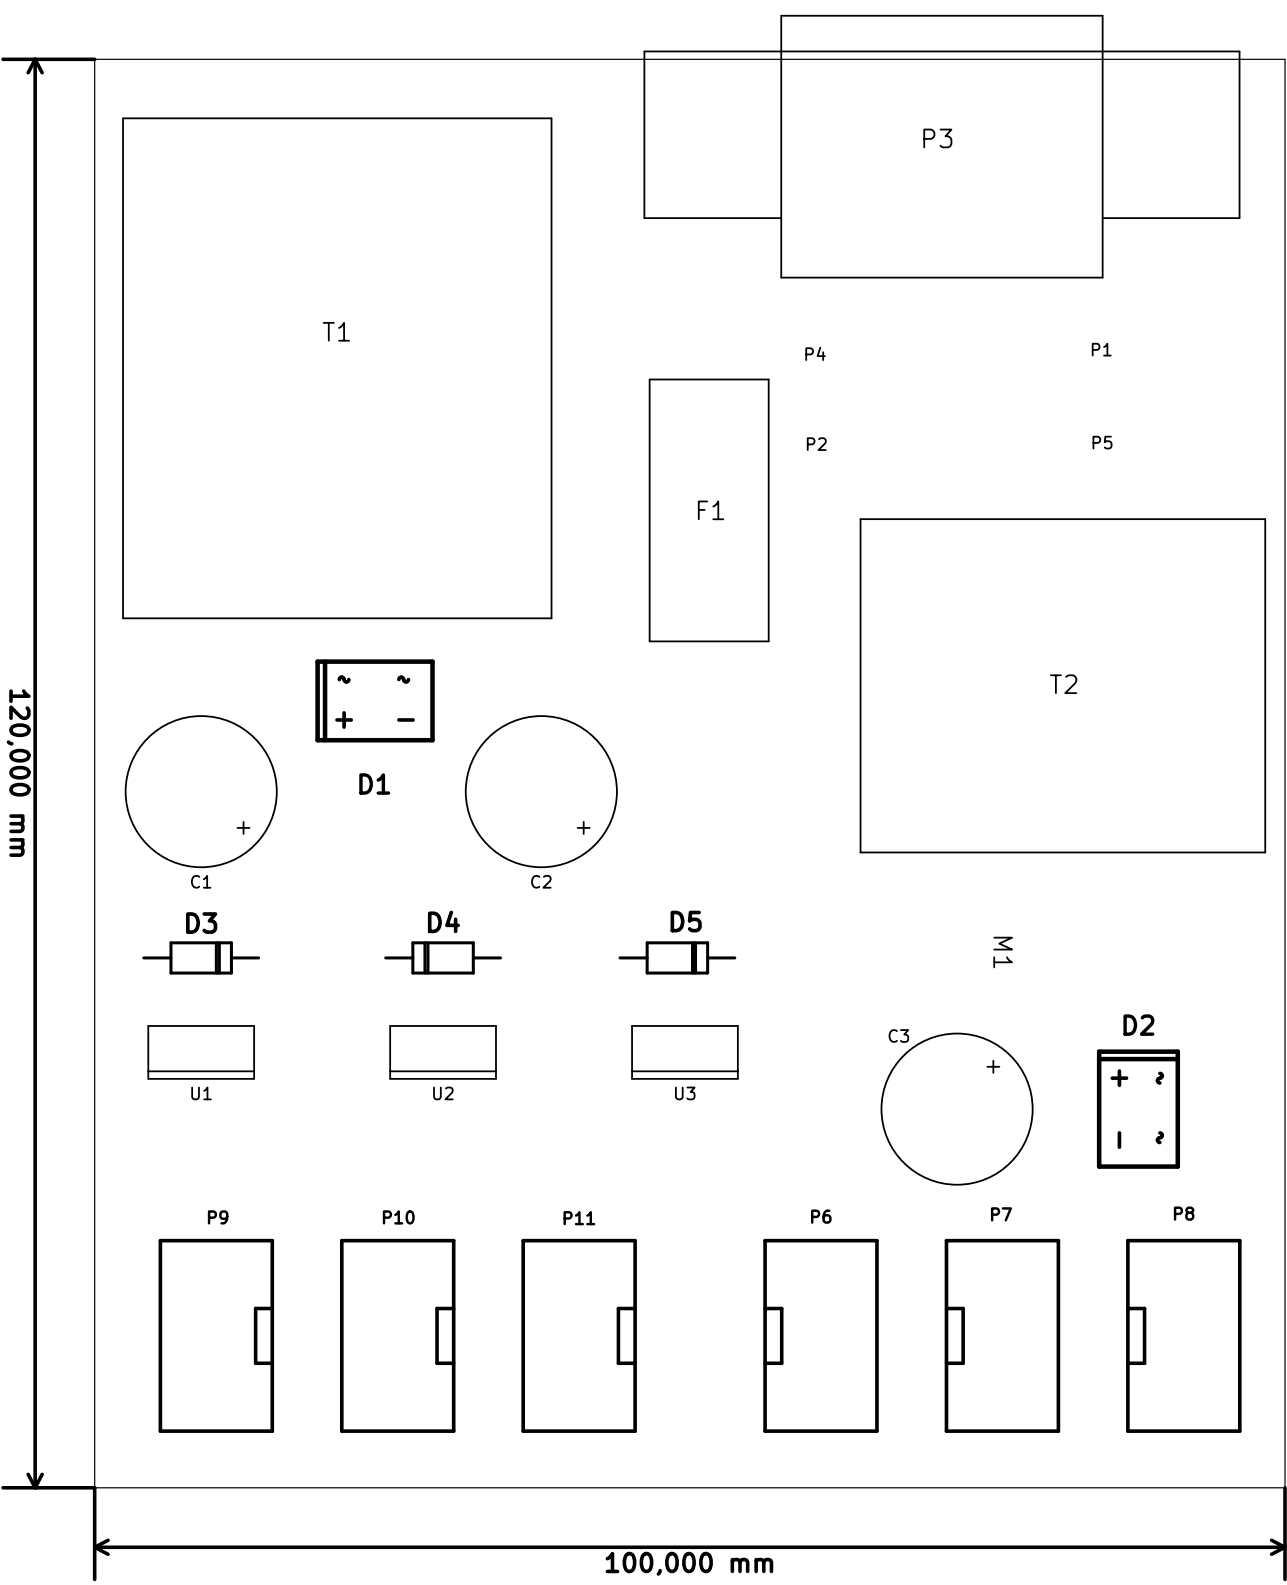 P3
T1
P4
P1
P2
P5
F1
T2
~ ~
+ −
D1
120,000 mm
+
+
C1
C2
D3
D4
D5
M1
D2
C3
+
+ ~
− ~
U1
U2
U3
P9
P10
P11
P6
P7
P8
100,000 mm